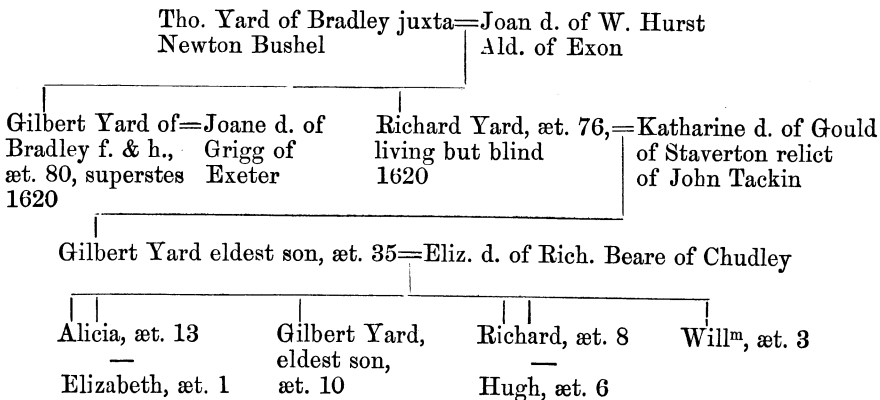 Tho. Yard of Bradley juxta=Joan d. of W. Hurst
Newton Bushel Ald. of Exon
Gilbert Yard of=Joane d. of Richard Yard, æt. 76,=Katharine d. of Gould
Bradley f. & h., Grigg of living but blind of Staverton relict
æt. 80, superstes Exeter 1620 of John Tackin
1620
Gilbert Yard eldest son, æt. 35=Eliz. d. of Rich. Beare of Chudley
Alicia, æt. 13 Gilbert Yard, Richard, æt. 8 Willᵐ, æt. 3
eldest son,
Elizabeth, æt. 1 æt. 10 Hugh, æt. 6